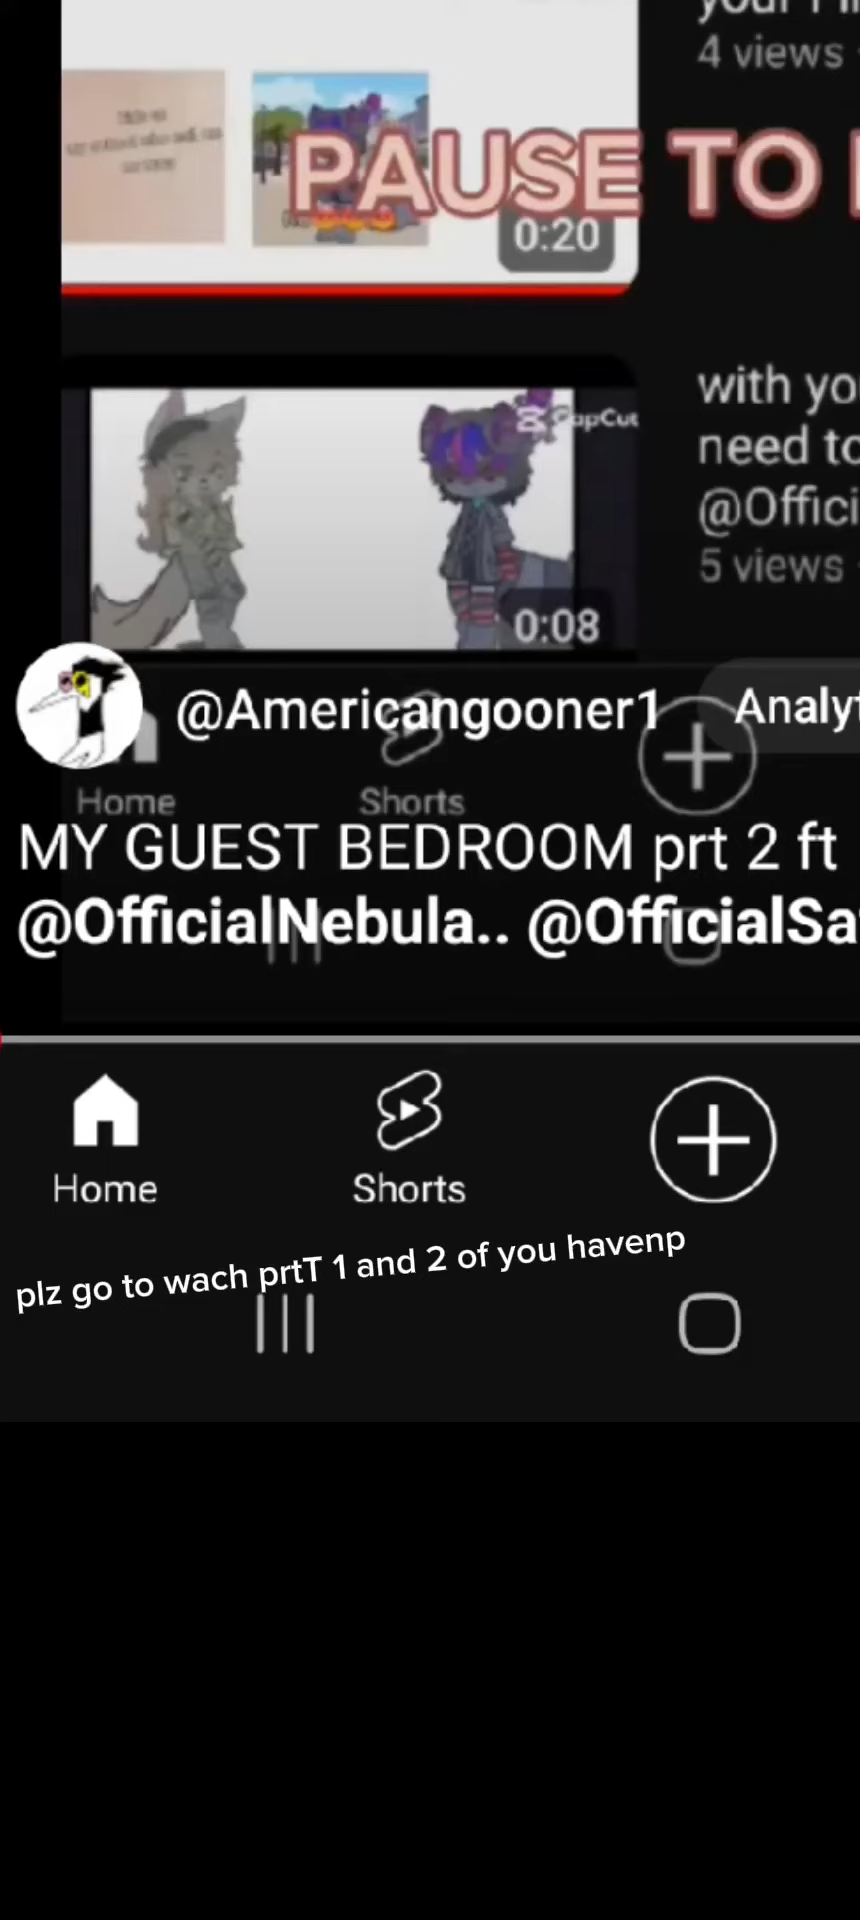 4 views
PAUSE TO
0:20
with yo
need to
@Offici
5 views
CapCut
0:08
@Americangooner1
Analyt
Home
Shorts
MY GUEST BEDROOM prt 2 ft
@OfficialNebula.. @OfficialSa
Home
Shorts
plz go to wach prtT 1 and 2 of you havenp